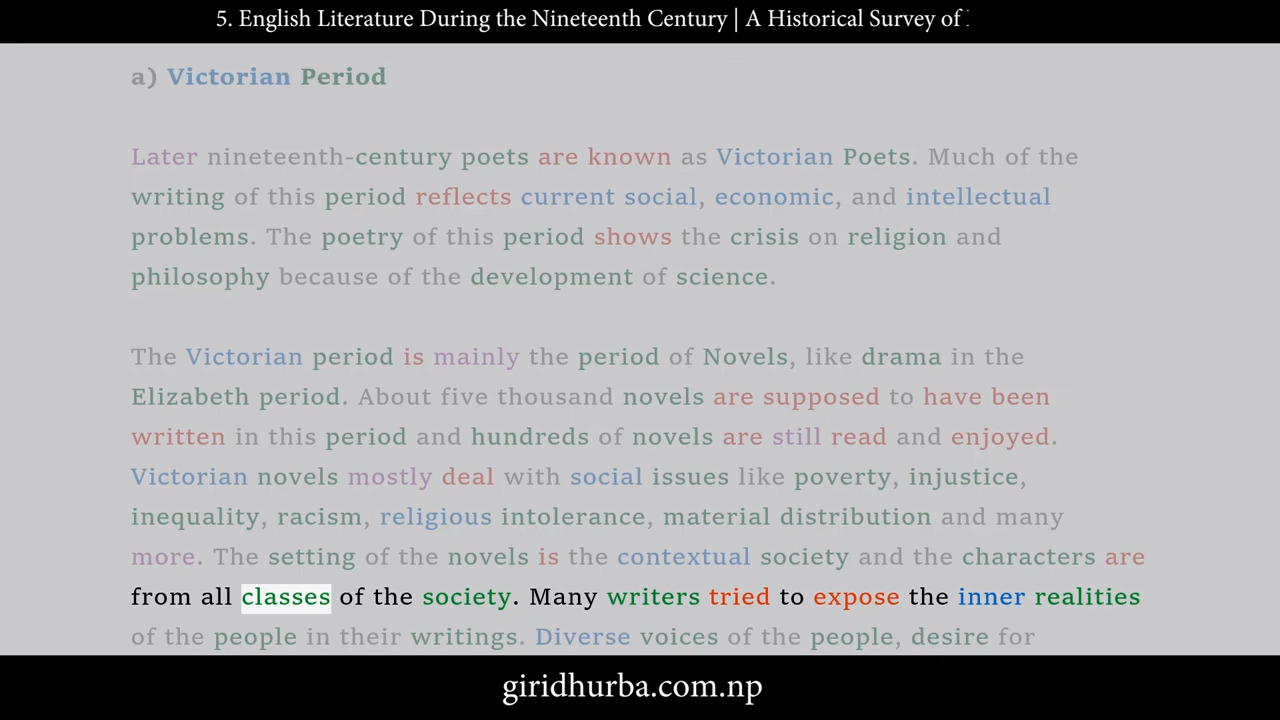 5. English Literature During the Nineteenth Century | A Historical Survey of
a) Victorian Period
Later nineteenth-century poets are known as Victorian Poets. Much of the
writing of this period reflects current social, economic, and intellectual
problems. The poetry of this period shows the crisis on religion and
philosophy because of the development of science.
The Victorian period is mainly the period of Novels, like drama in the
Elizabeth period. About five thousand novels are supposed to have been
written in this period and hundreds of novels are still read and enjoyed.
Victorian novels mostly deal with social issues like poverty, injustice,
inequality, racism, religious intolerance, material distribution and many
more. The setting of the novels is the contextual society and the characters are
from all classes of the society. Many writers tried to expose the inner realities
of the people in their writings. Diverse voices of the people, desire for
giridhurba.com.np